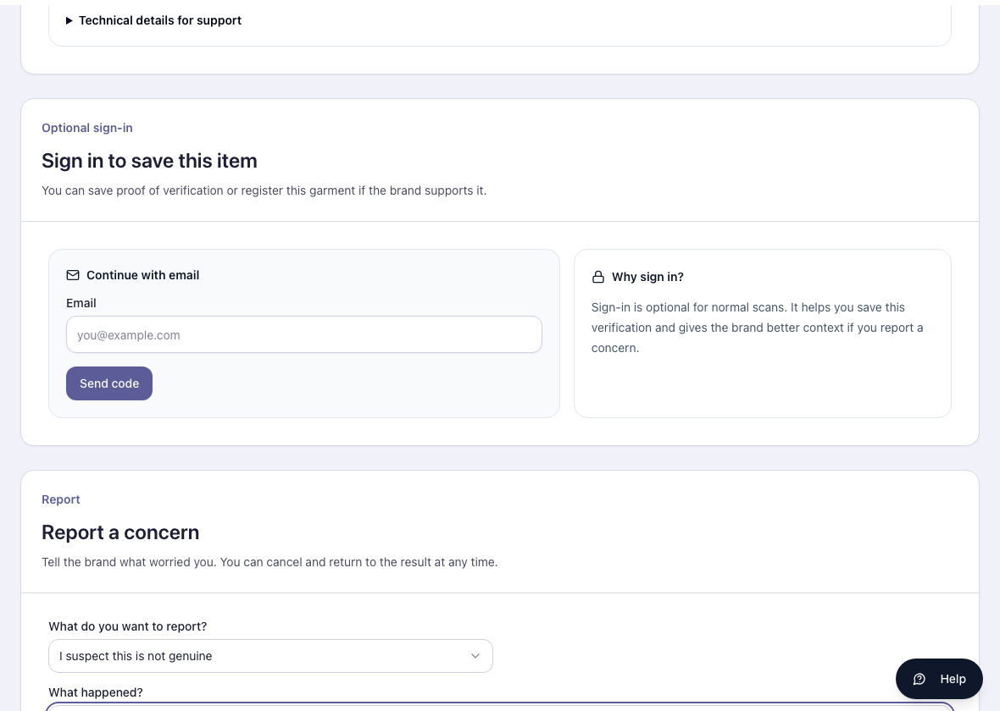 Technical details for support
Optional sign-in
Sign in to save this item
You can save proof of verification or register this garment if the brand supports it.
Continue with email
Email
you@example.com
Send code
Why sign in?
Sign-in is optional for normal scans. It helps you save this
verification and gives the brand better context if you report a
concern.
Report
Report a concern
Tell the brand what worried you. You can cancel and return to the result at any time.
What do you want to report?
I suspect this is not genuine
What happened?
Help